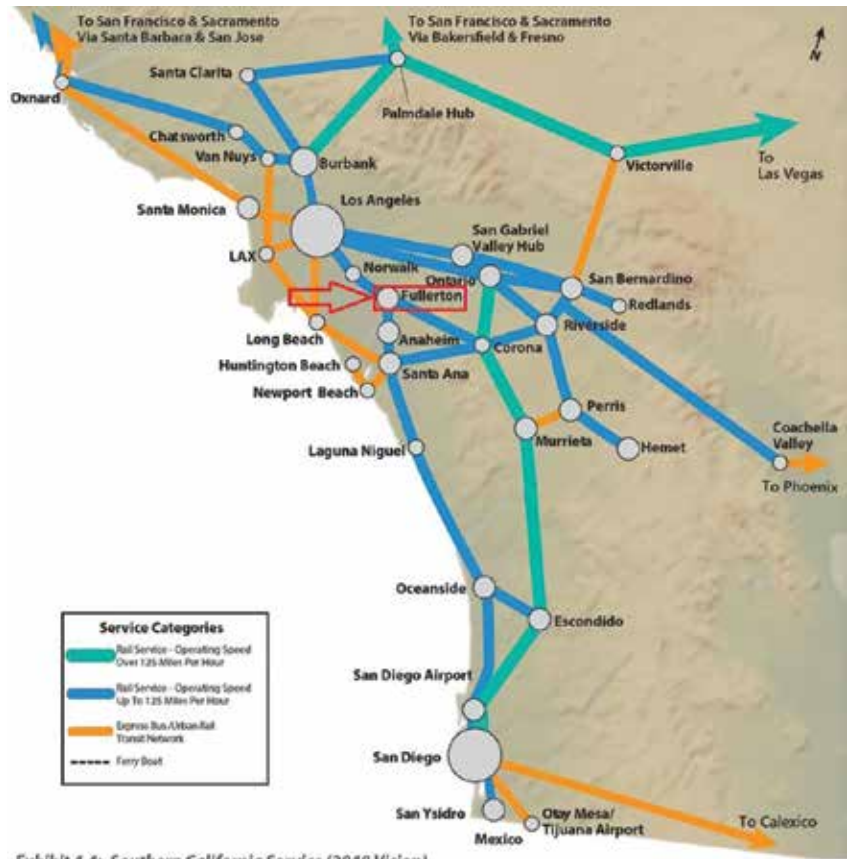 To San Francisco & Sacramento
Via Santa Barbara & San Jose
To San Francisco & Sacramento
Via Bakersfield & Fresno
N
Santa Clarita
Oxnard
Palmdale Hub
Chatsworth
Van Nuys
Burbank
Victorville
To
Las Vegas
Los Angeles
Santa Monica
San Gabriel
Valley Hub
LAX
Norwalk
Ontario
San Bernardino
Fullerton
Redlands
Riverside
Long Beach
Anaheim
Corona
Huntington Beach
Santa Ana
Newport Beach
Perris
Murrieta
Coachella
Valley
Laguna Niguel
Hemet
To Phoenix
Oceanside
Escondido
Service Categories
Rail Service - Operating Speed
Over 125 Miles Per Hour
San Diego Airport
Rail Service - Operating Speed
Up To 125 Miles Per Hour
Express Bus/Urban Rail
Transit Network
San Diego
Ferry Boat
San Ysidro
Otay Mesa/
Tijuana Airport
To Calexico
Mexico
Southern California Service (2040 Vision)